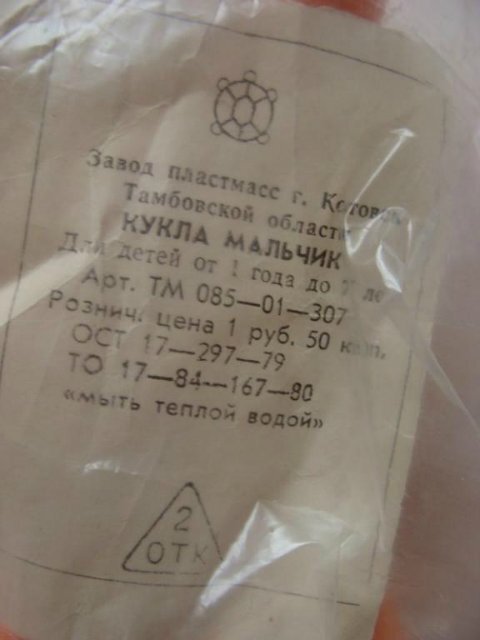 Завод пластмасс г. Котовск
Тамбовской области
КУКЛА МАЛЬЧИК
Для детей от 1 года до 7 ле
Арт. ТМ 085—01—307
Рознич. цена 1 руб. 50 коп.
ОСТ 17—297—79
ТО 17—84—167—80
«мыть теплой водой»
2
ОТК